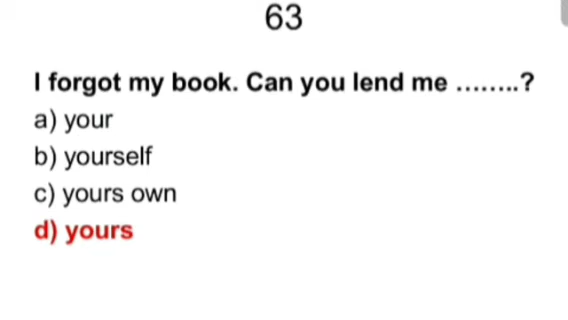 63
I forgot my book. Can you lend me ........?
a) your
b) yourself
c) yours own
d) yours